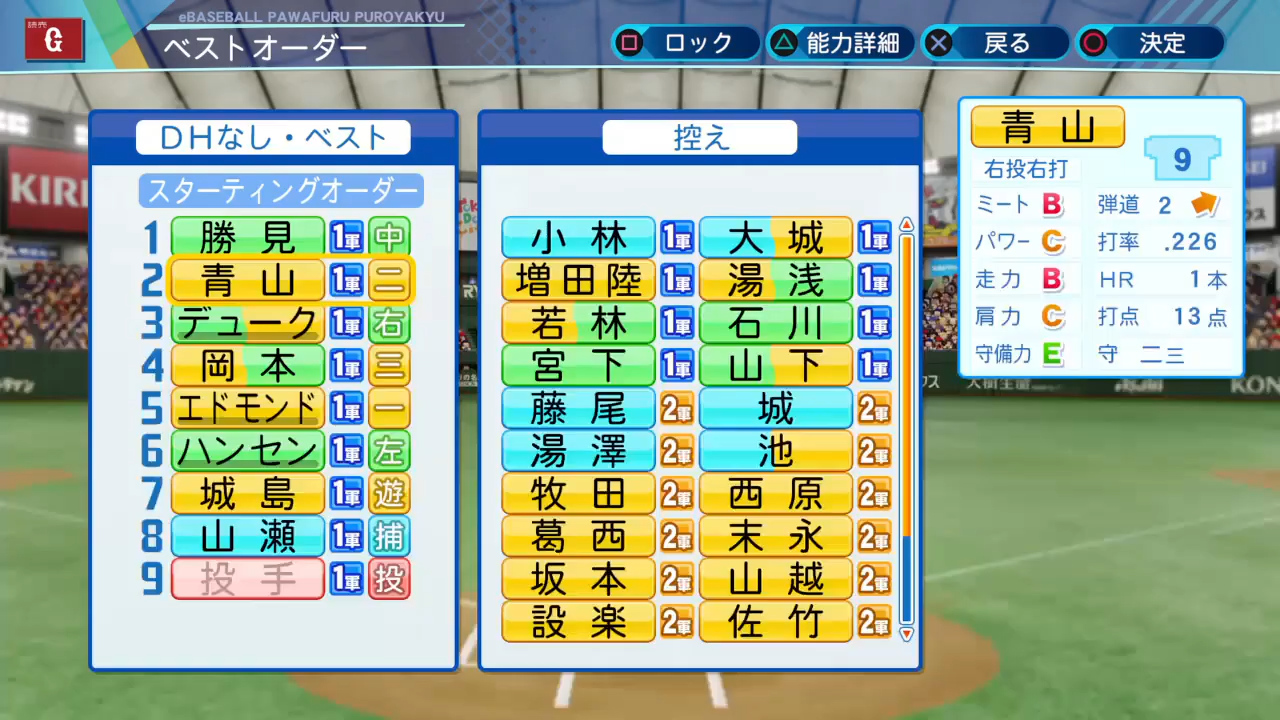 読売
G
eBASEBALL PAWAFURU PUROYAKYU
ベストオーダー
ロック
能力詳細
戻る
決定
KIRI
DHなし・ベスト
スターティングオーダー
1 勝見 1軍 中
2 青山 1軍 二
3 デューク 1軍 右
4 岡本 1軍 三
5 エドモンド 1軍 一
6 ハンセン 1軍 左
7 城島 1軍 遊
8 山瀬 1軍 捕
9 投手 1軍 投
控え
小林 1軍 大城 1軍
増田陸 1軍 湯浅 1軍
若林 1軍 石川 1軍
宮下 1軍 山下 1軍
藤尾 2軍 城 2軍
湯澤 2軍 池 2軍
牧田 2軍 西原 2軍
葛西 2軍 末永 2軍
坂本 2軍 山越 2軍
設楽 2軍 佐竹 2軍
青山
9
右投右打
ミート B 弾道 2
パワー C 打率 .226
走力 B HR 1本
肩力 C 打点 13点
守備力 E 守 二三
KON